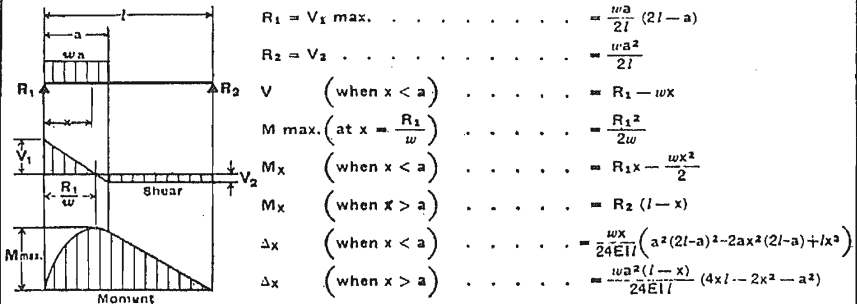 l
a
wa
R₁
R₂
x
V₁
V₂
R₁/w
Shuar
M max.
Moment
R₁ = V₁ max. . . . . . . . . . . . = wa/2l (2l — a)
R₂ = V₂ . . . . . . . . . . . . = wa²/2l
V (when x < a) . . . . . = R₁ — wx
M max. (at x = R₁/w) . . . . . = R₁²/2w
Mx (when x < a) . . . . . = R₁x — wx²/2
Mx (when x > a) . . . . . = R₂ (l — x)
Δx (when x < a) . . . . . = wx/24EIl (a²(2l-a)²-2ax²(2l-a)+lx³)
Δx (when x > a) . . . . . = wa²(l — x)/24EIl (4xl — 2x² — a²)